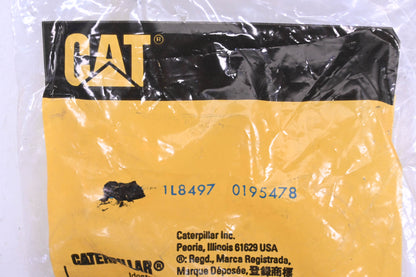 CAT®
1L8497 0195478
Caterpillar Inc.
Peoria, Illinois 61629 USA
®: Regd., Marca Registrada,
CATERPILLAR®
Marque Déposée, 登録商標